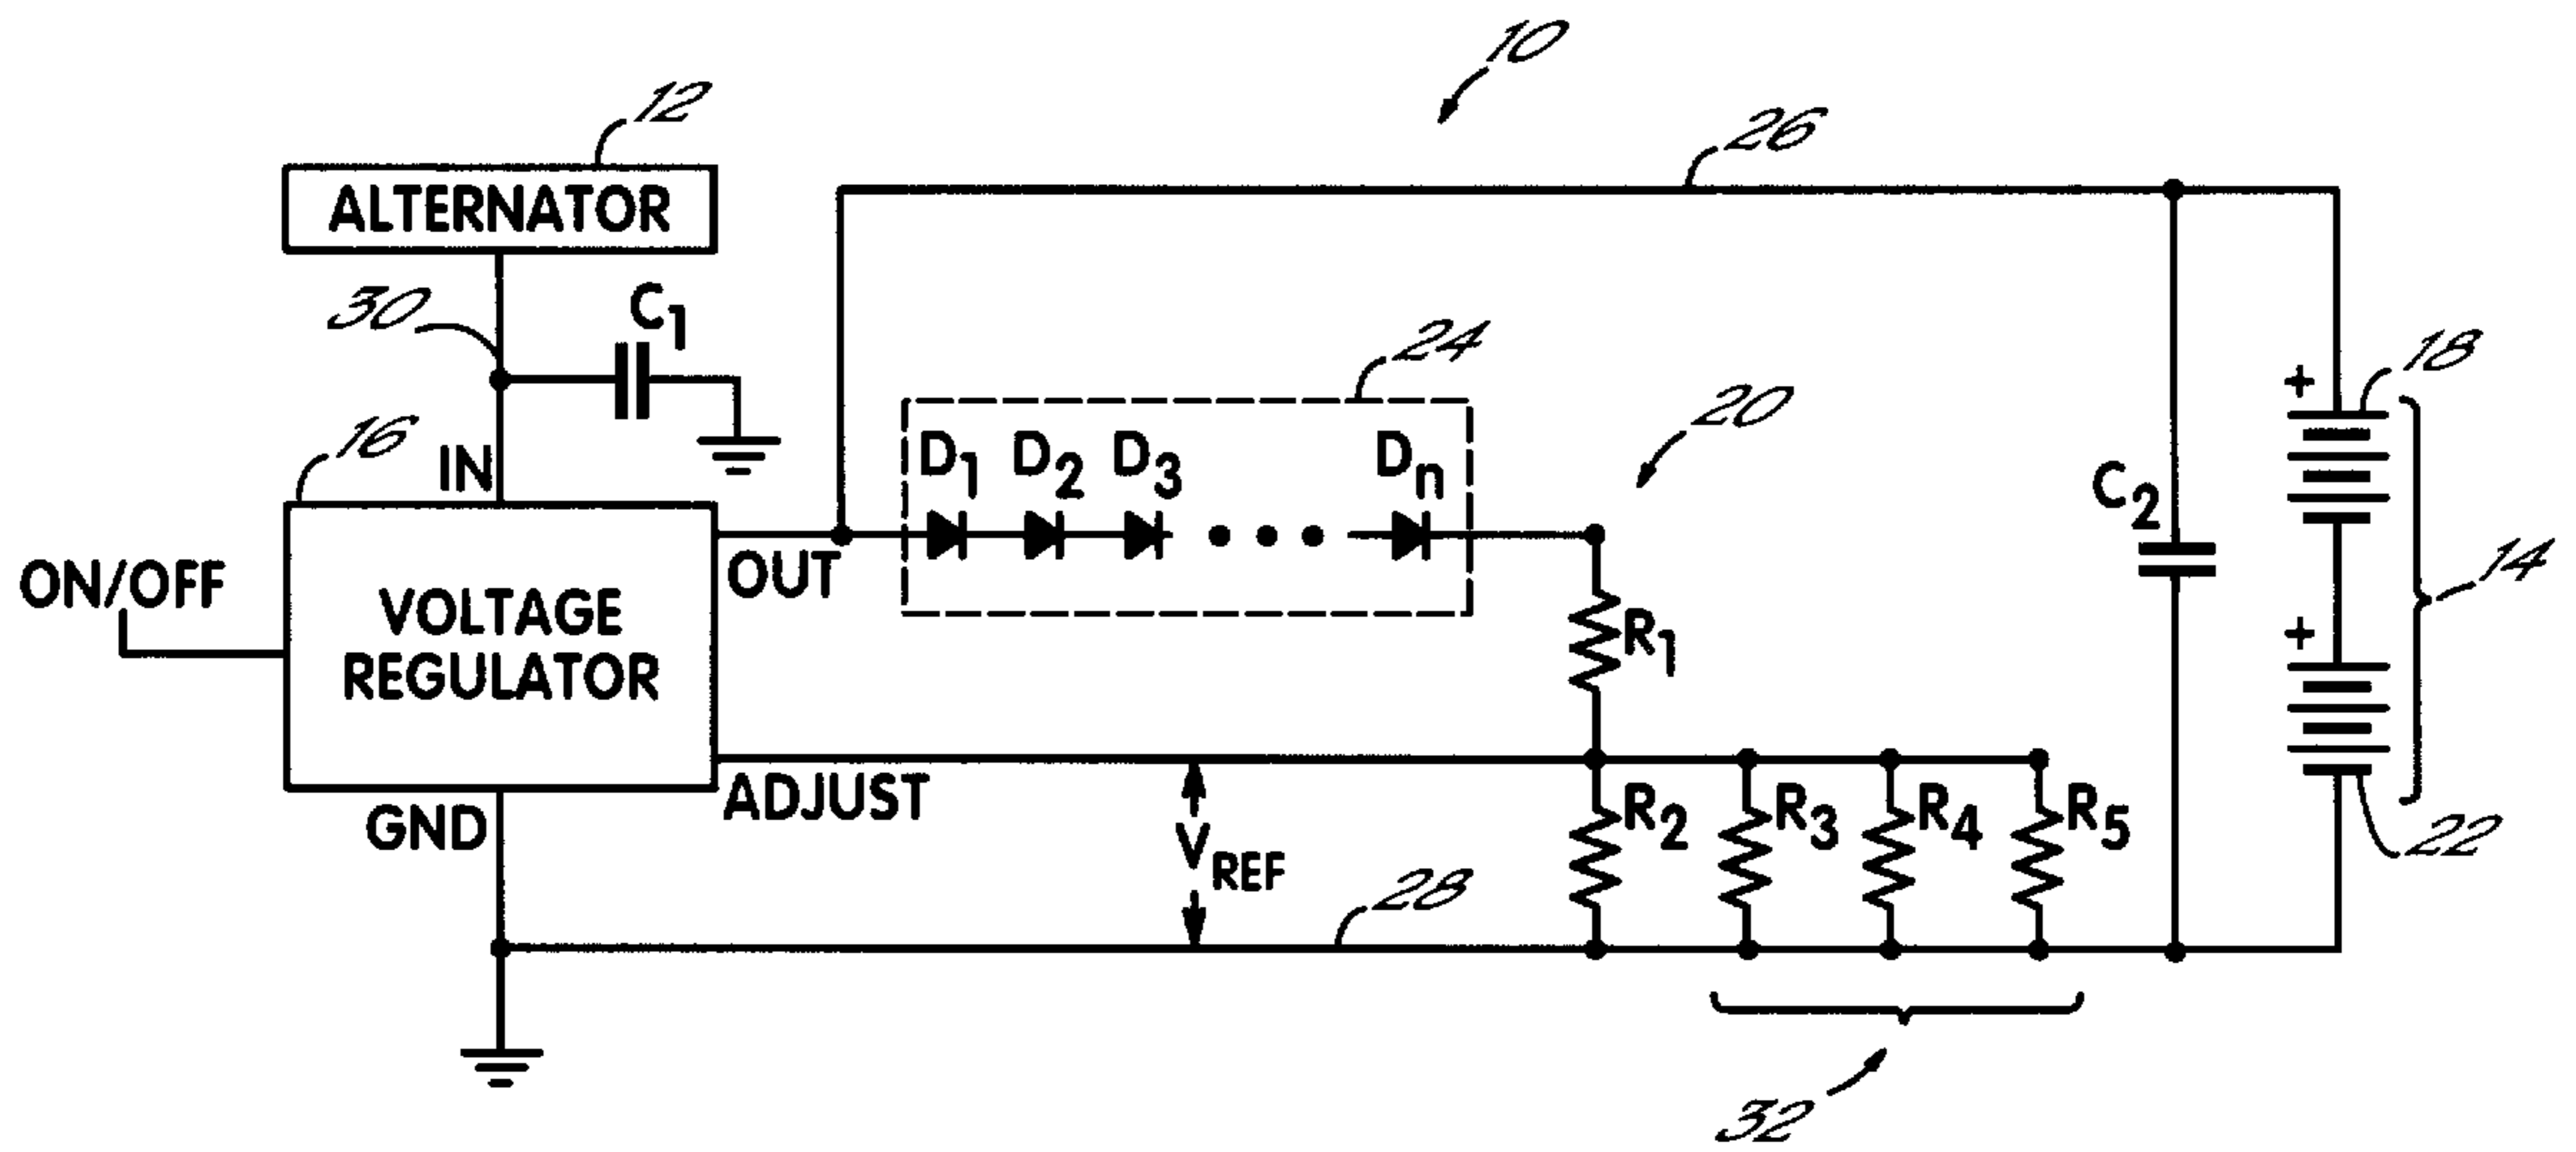 10
12
26
ALTERNATOR
30
C1
24
18
+
20
16
IN
D1 D2 D3 Dn
C2
OUT
ON/OFF
VOLTAGE
REGULATOR
14
R1
+
ADJUST
GND
VREF
R2
R3
R4
R5
22
28
32